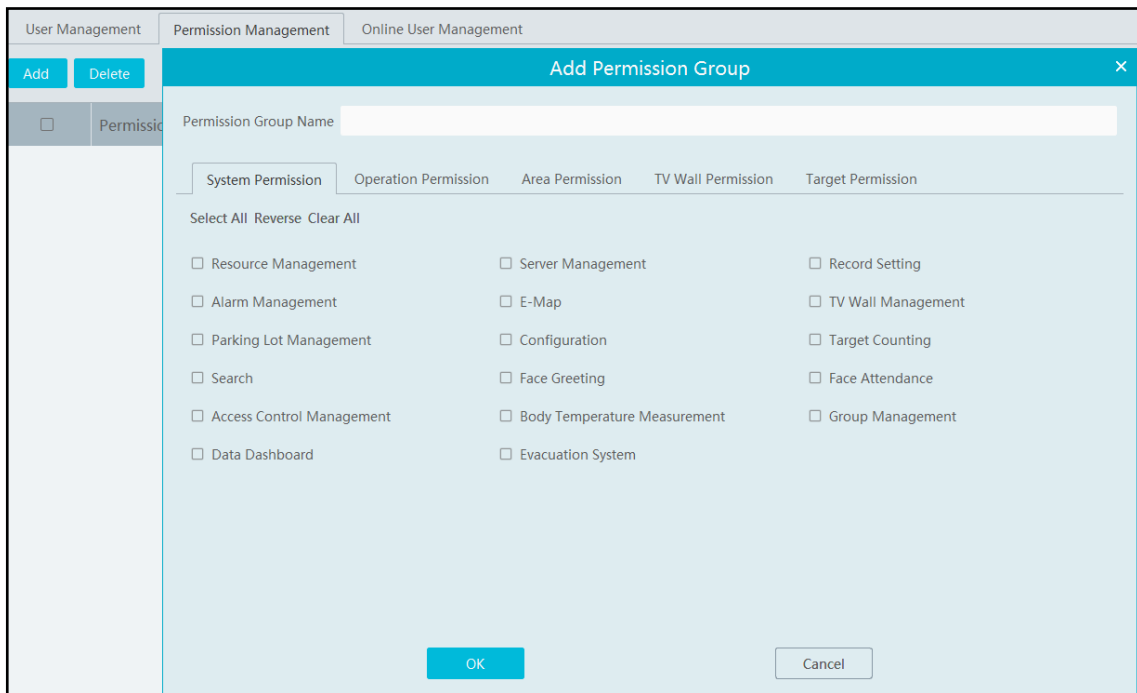 User Management Permission Management Online User Management
Add Delete Add Permission Group
Permission Group Name
System Permission Operation Permission Area Permission TV Wall Permission Target Permission
Select All Reverse Clear All
Resource Management Server Management Record Setting
Alarm Management E-Map TV Wall Management
Parking Lot Management Configuration Target Counting
Search Face Greeting Face Attendance
Access Control Management Body Temperature Measurement Group Management
Data Dashboard Evacuation System
OK Cancel